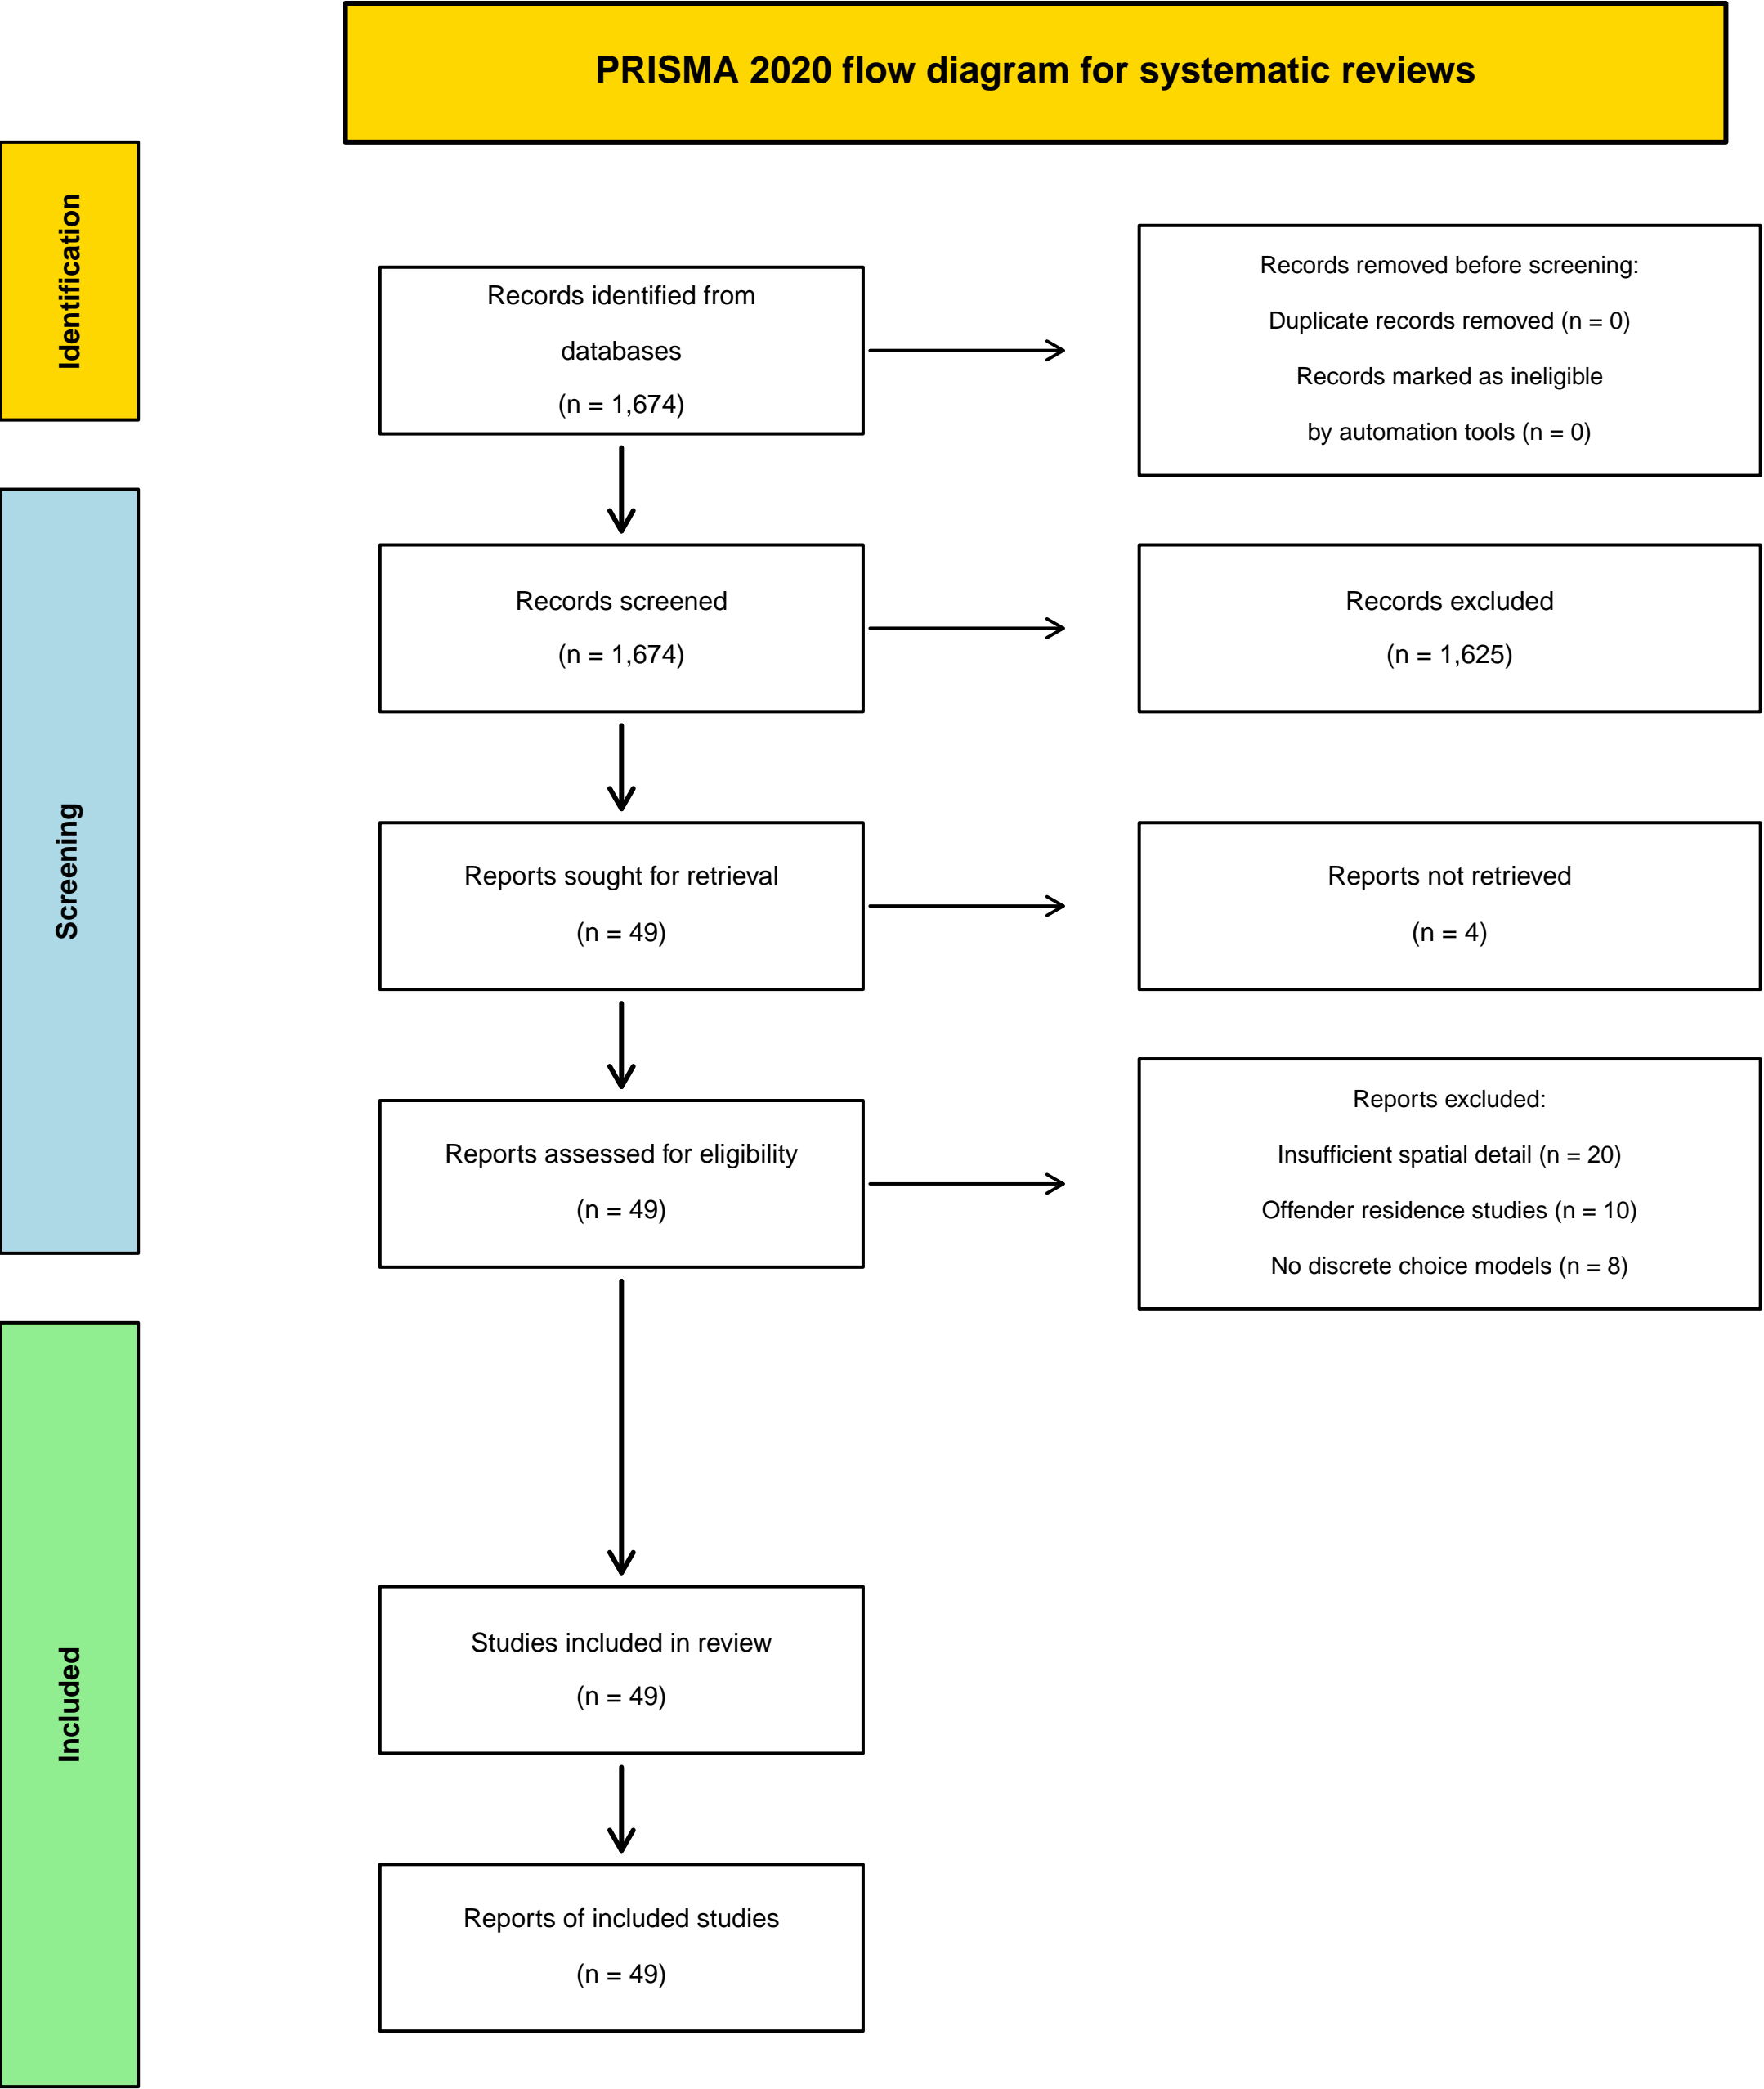 PRISMA 2020 flow diagram for systematic reviews
Identification
Records identified from
databases
(n = 1,674)
Records removed before screening:
Duplicate records removed (n = 0)
Records marked as ineligible
by automation tools (n = 0)
Screening
Records screened
(n = 1,674)
Records excluded
(n = 1,625)
Reports sought for retrieval
(n = 49)
Reports not retrieved
(n = 4)
Reports assessed for eligibility
(n = 49)
Reports excluded:
Insufficient spatial detail (n = 20)
Offender residence studies (n = 10)
No discrete choice models (n = 8)
Included
Studies included in review
(n = 49)
Reports of included studies
(n = 49)